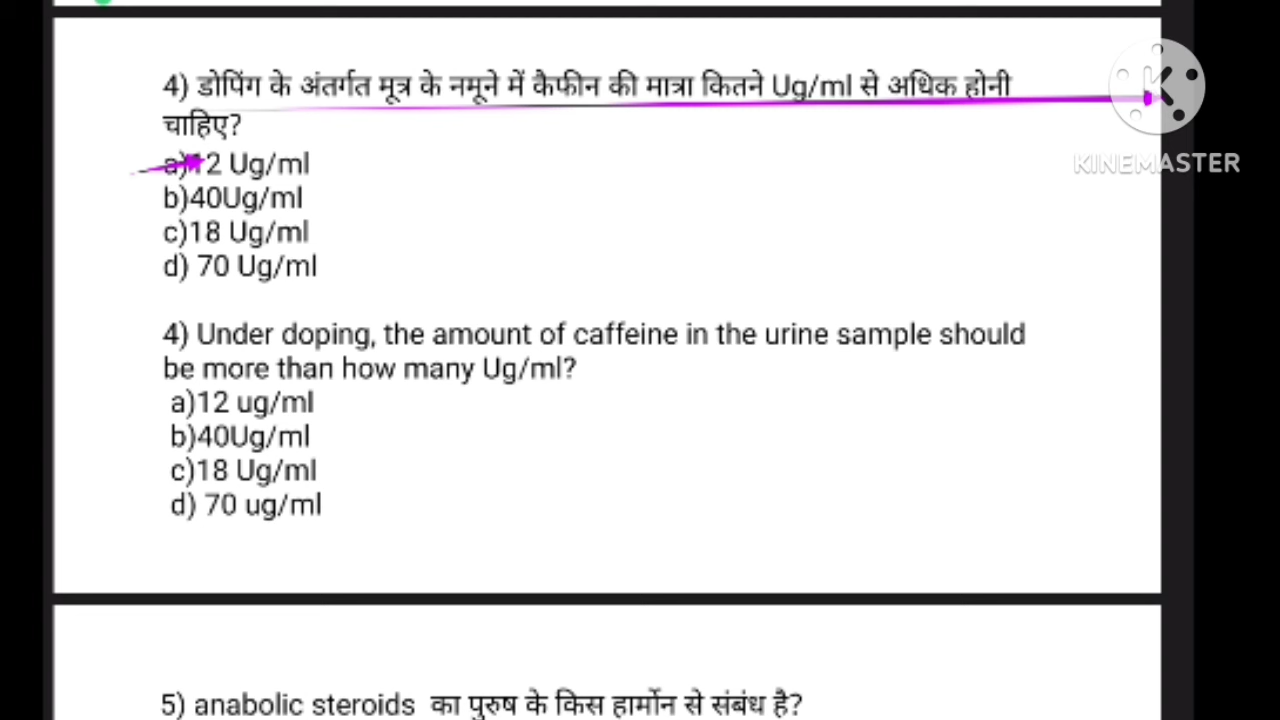 4) डोपिंग के अंतर्गत मूत्र के नमूने में कैफीन की मात्रा कितने Ug/ml से अधिक होनी
चाहिए?
a)12 Ug/ml
b)40Ug/ml
c)18 Ug/ml
d) 70 Ug/ml
KINEMASTER
4) Under doping, the amount of caffeine in the urine sample should
be more than how many Ug/ml?
a)12 ug/ml
b)40Ug/ml
c)18 Ug/ml
d) 70 ug/ml
5) anabolic steroids का पुरुष के किस हार्मोन से संबंध है?